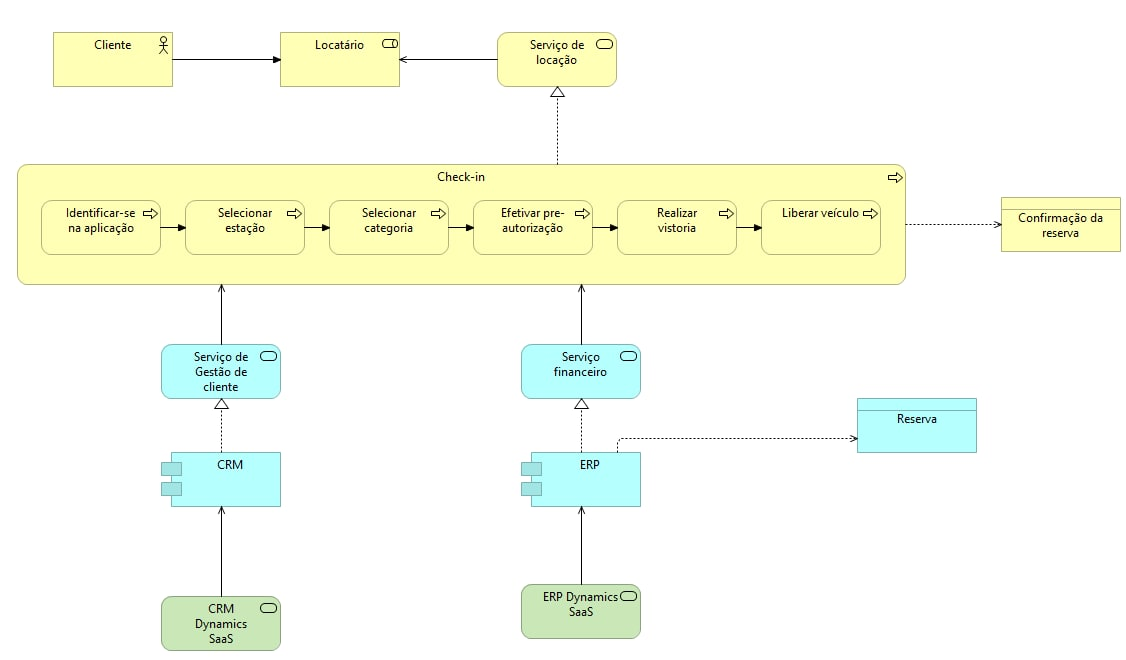 Cliente
Locatário
Serviço de
locação
Check-in
Identificar-se
na aplicação
Selecionar
estação
Selecionar
categoria
Efetivar pre-
autorização
Realizar
vistoria
Liberar veículo
Confirmação da
reserva
Serviço de
Gestão de
cliente
Serviço
financeiro
Reserva
CRM
ERP
CRM
Dynamics
SaaS
ERP Dynamics
SaaS